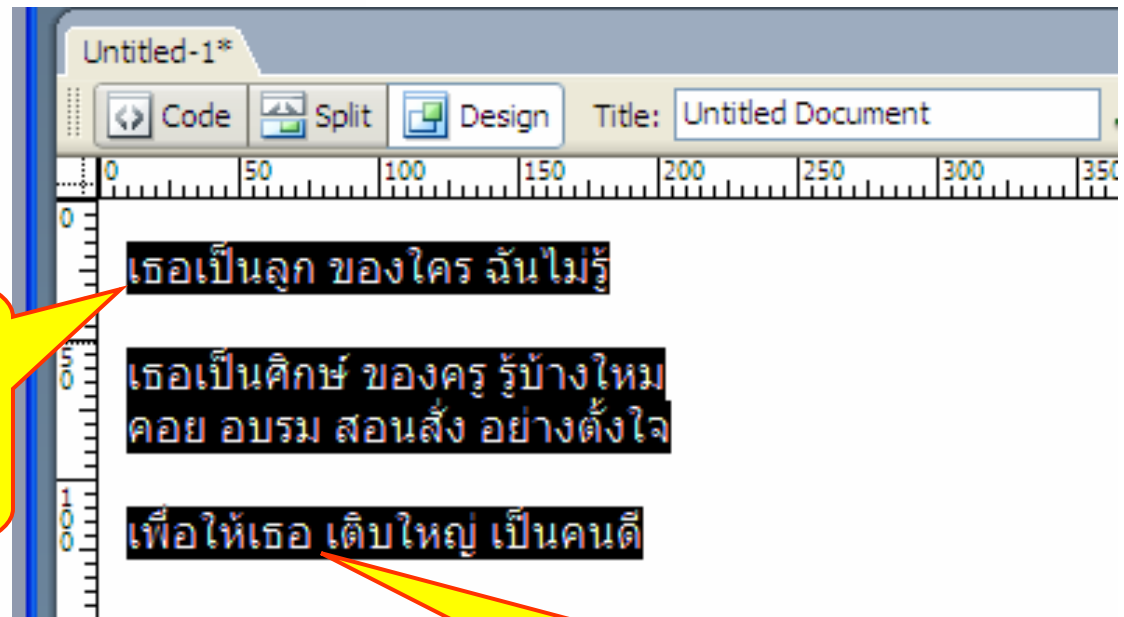 Untitled-1*
Code Split Design Title: Untitled Document
0 50 100 150 200 250 300 350
0
เธอเป็นลูก ของใคร ฉันไม่รู้
50
เธอเป็นศิกษ์ ของครู รู้บ้างใหม
คอย อบรม สอนสั่ง อย่างตั้งใจ
100
เพื่อให้เธอ เติบใหญ่ เป็นคนดี